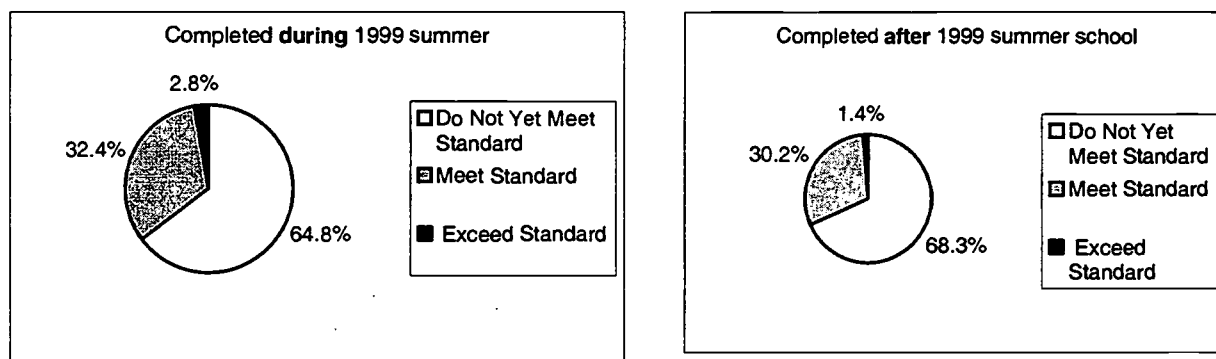 Completed during 1999 summer
2.8%
32.4%
64.8%
Do Not Yet Meet
Standard
Meet Standard
Exceed Standard
Completed after 1999 summer school
1.4%
30.2%
68.3%
Do Not Yet
Meet Standard
Meet Standard
Exceed
Standard